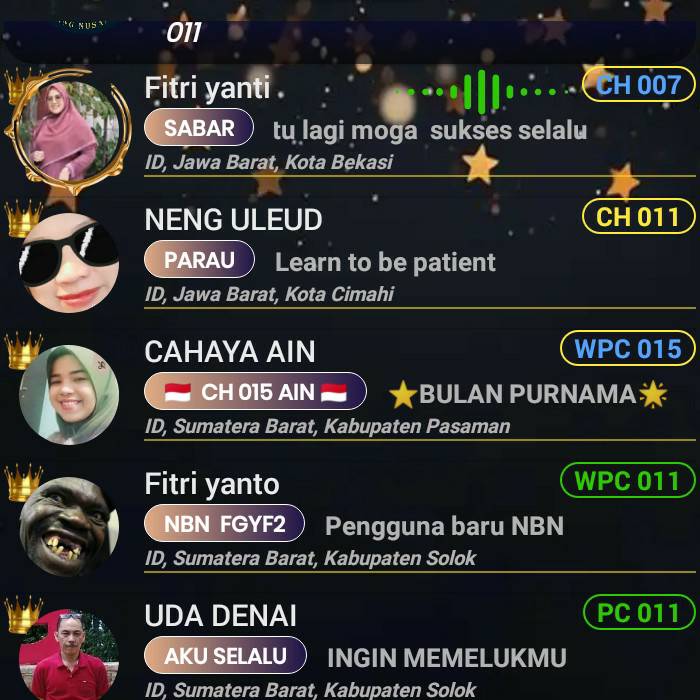 011
Fitri yanti
CH 007
SABAR tu lagi moga sukses selalu
ID, Jawa Barat, Kota Bekasi
NENG ULEUD
CH 011
PARAU Learn to be patient
ID, Jawa Barat, Kota Cimahi
CAHAYA AIN
WPC 015
🇮🇩 CH 015 AIN 🇮🇩 ⭐BULAN PURNAMA🌟
ID, Sumatera Barat, Kabupaten Pasaman
Fitri yanto
WPC 011
NBN FGYF2 Pengguna baru NBN
ID, Sumatera Barat, Kabupaten Solok
UDA DENAI
PC 011
AKU SELALU INGIN MEMELUKMU
ID, Sumatera Barat, Kabupaten Solok